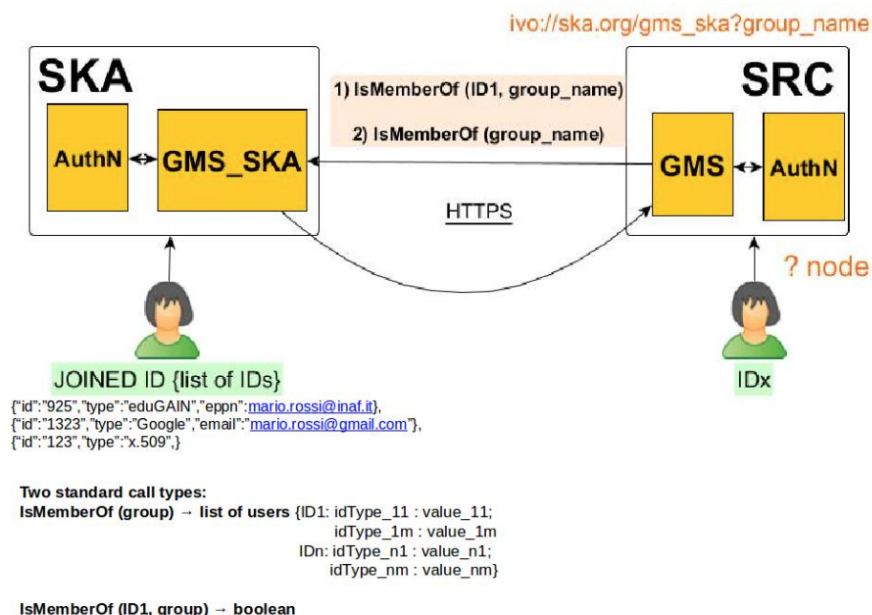 ivo://ska.org/gms_ska?group_name
SKA
SRC
1) IsMemberOf (ID1, group_name)
2) IsMemberOf (group_name)
AuthN
GMS_SKA
GMS
AuthN
HTTPS
? node
JOINED ID {list of IDs}
IDx
{“id”:”925”,”type”:”eduGAIN”,”eppn”:mario.rossi@inaf.it},
{“id”:”1323”,”type”:”Google”,”email”:”mario.rossi@gmail.com”},
{“id”:”123”,”type”:”x.509”,}
Two standard call types:
IsMemberOf (group) → list of users {ID1: idType_11 : value_11;
idType_1m : value_1m
IDn: idType_n1 : value_n1;
idType_nm : value_nm}
IsMemberOf (ID1, group) → boolean